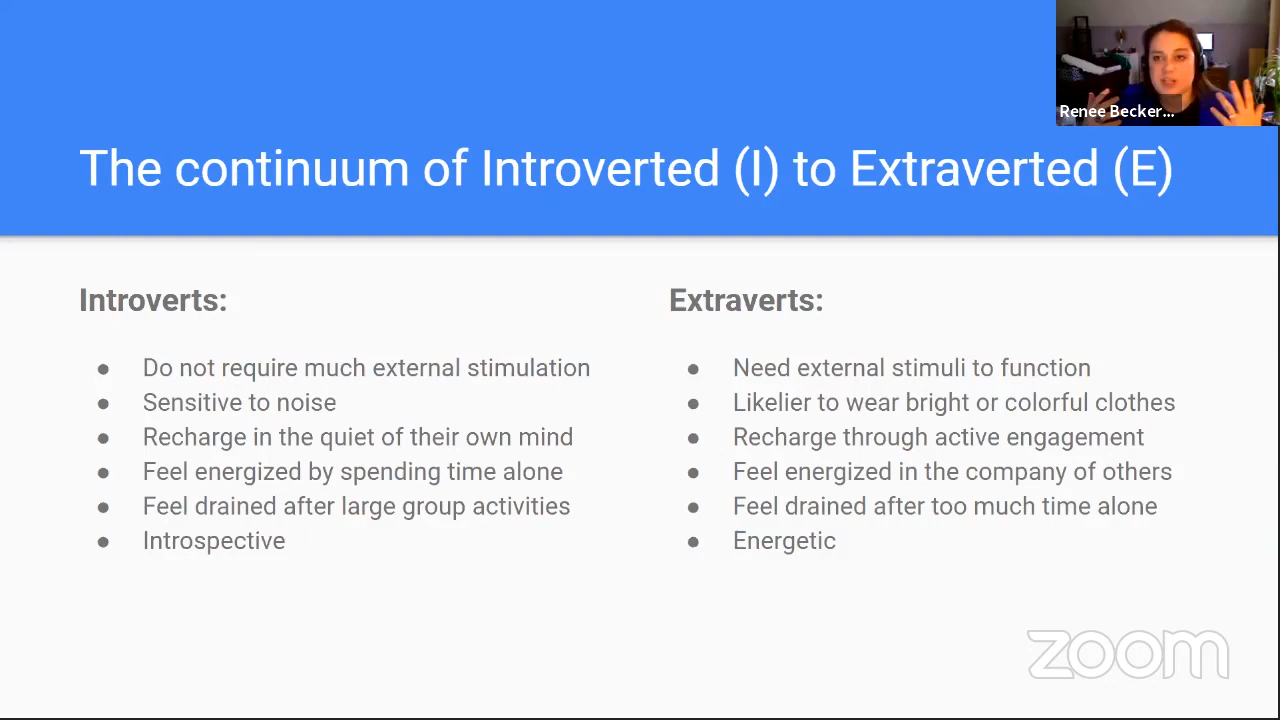 Renee Becker...
The continuum of Introverted (I) to Extraverted (E)
Introverts:
● Do not require much external stimulation
● Sensitive to noise
● Recharge in the quiet of their own mind
● Feel energized by spending time alone
● Feel drained after large group activities
● Introspective
Extraverts:
● Need external stimuli to function
● Likelier to wear bright or colorful clothes
● Recharge through active engagement
● Feel energized in the company of others
● Feel drained after too much time alone
● Energetic
zoom